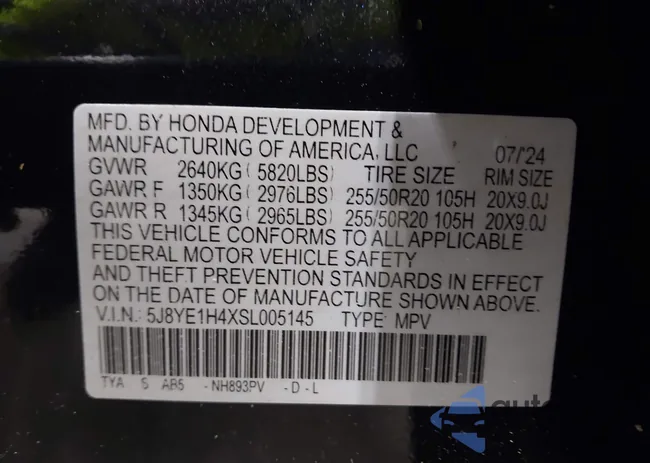 MFD. BY HONDA DEVELOPMENT &
MANUFACTURING OF AMERICA, LLC 07/'24
GVWR 2640KG ( 5820LBS) TIRE SIZE RIM SIZE
GAWR F 1350KG ( 2976LBS) 255/50R20 105H 20X9.0J
GAWR R 1345KG ( 2965LBS) 255/50R20 105H 20X9.0J
THIS VEHICLE CONFORMS TO ALL APPLICABLE
FEDERAL MOTOR VEHICLE SAFETY
AND THEFT PREVENTION STANDARDS IN EFFECT
ON THE DATE OF MANUFACTURE SHOWN ABOVE.
V.I.N.: 5J8YE1H4XSL005145 TYPE: MPV
TYA S AB5 -NH893PV -D-L